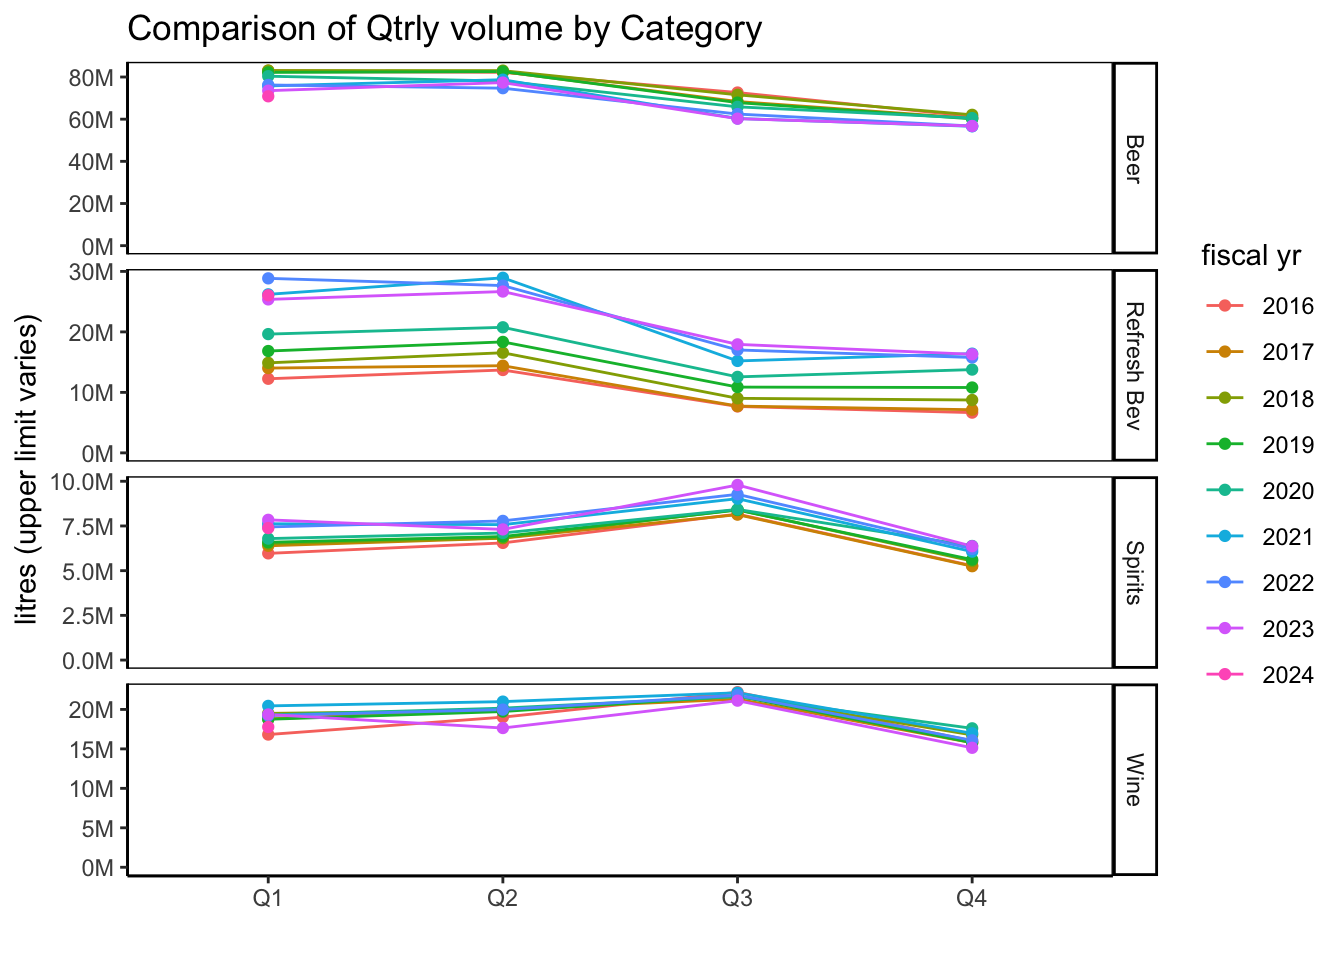 Comparison of Qtrly volume by Category
litres (upper limit varies)
80M
60M
40M
20M
0M
Beer
30M
20M
10M
0M
Refresh Bev
10.0M
7.5M
5.0M
2.5M
0.0M
Spirits
20M
15M
10M
5M
0M
Wine
Q1 Q2 Q3 Q4
fiscal yr
2016
2017
2018
2019
2020
2021
2022
2023
2024